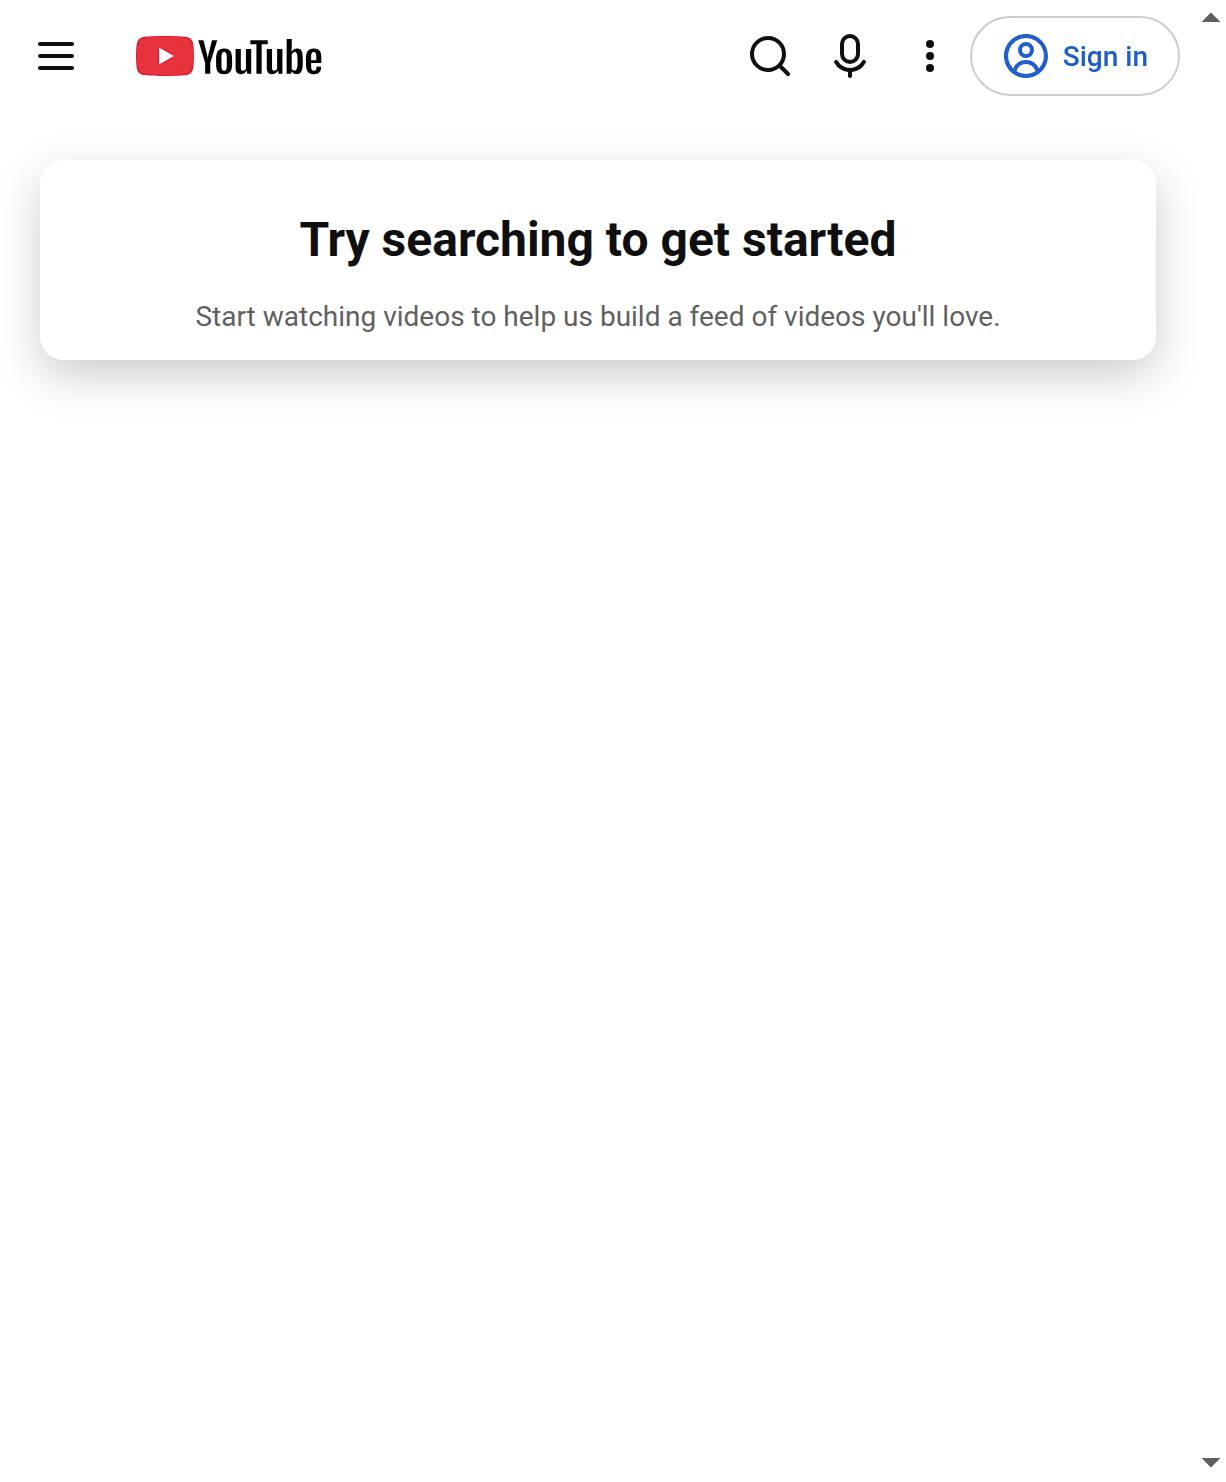 YouTube
Sign in
Try searching to get started
Start watching videos to help us build a feed of videos you'll love.